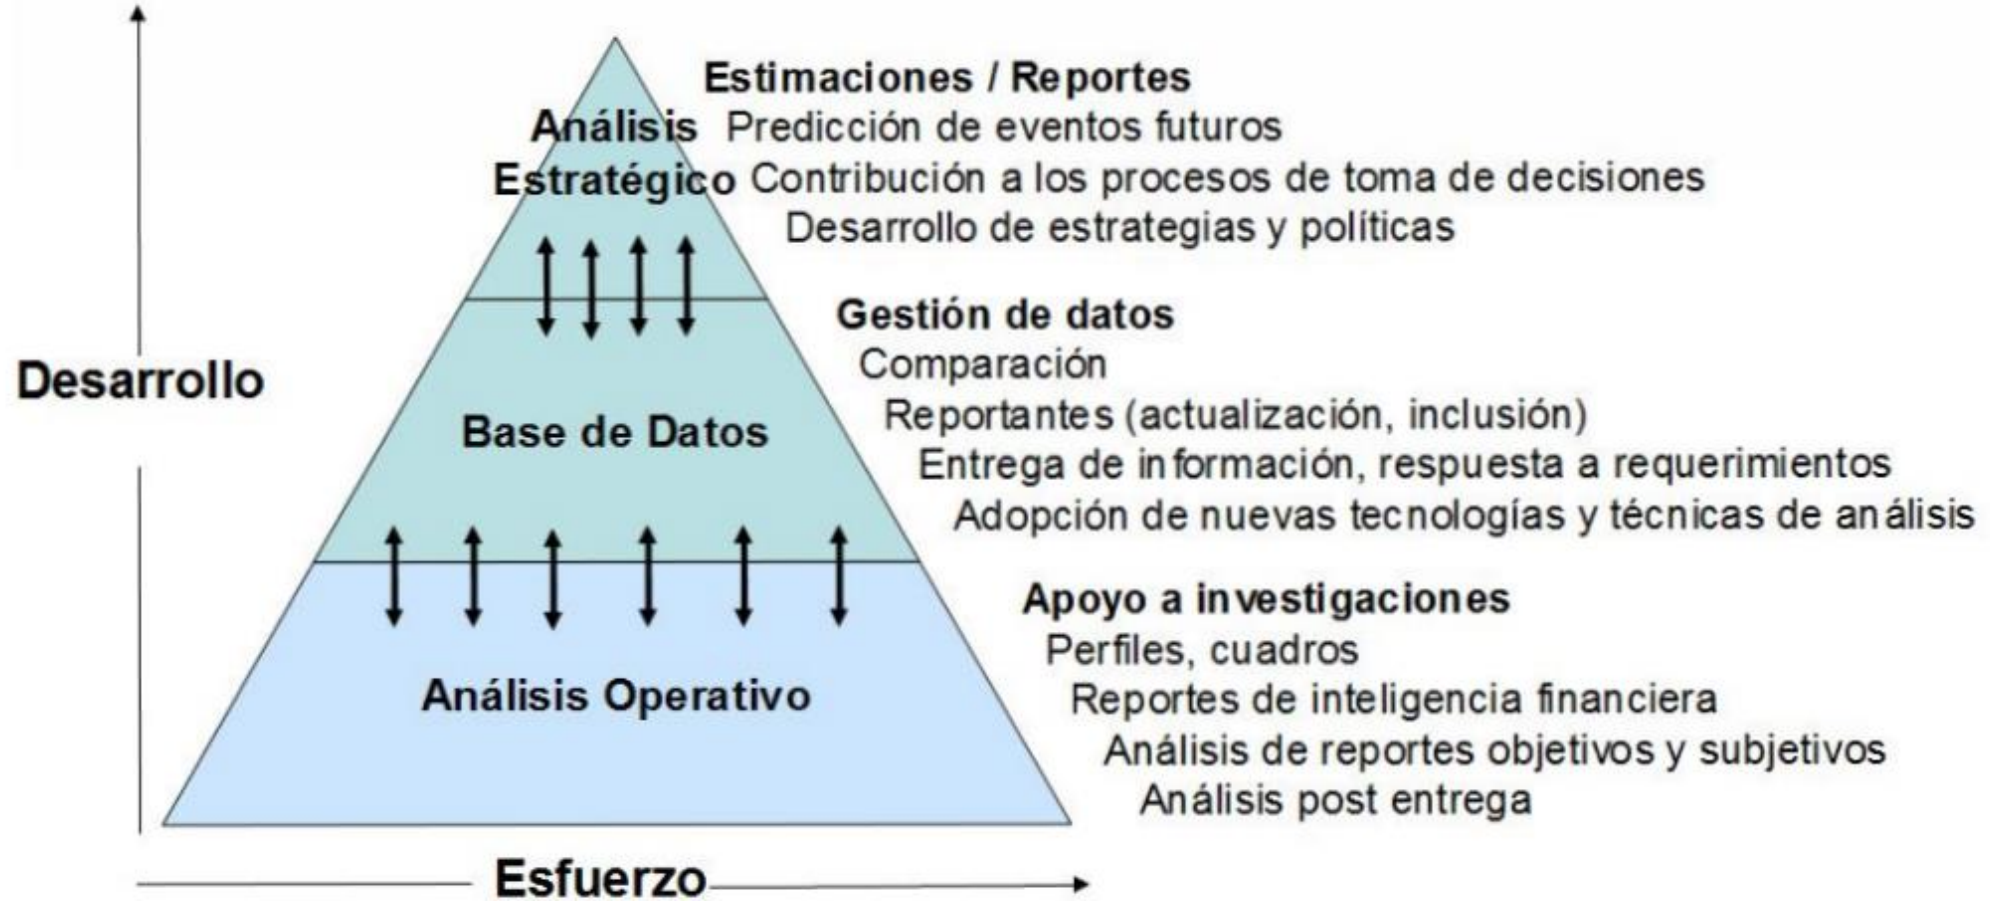 Estimaciones / Reportes
Análisis Predicción de eventos futuros
Estratégico Contribución a los procesos de toma de decisiones
Desarrollo de estrategias y políticas
Gestión de datos
Comparación
Desarrollo
Reportantes (actualización, inclusión)
Base de Datos
Entrega de información, respuesta a requerimientos
Adopción de nuevas tecnologías y técnicas de análisis
Apoyo a investigaciones
Perfiles, cuadros
Análisis Operativo
Reportes de inteligencia financiera
Análisis de reportes objetivos y subjetivos
Análisis post entrega
Esfuerzo